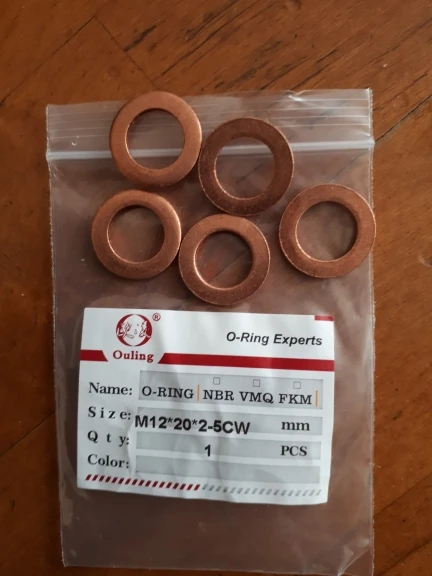 ®
Ouling
O-Ring Experts
Name: O-RING NBR VMQ FKM
Size: M12*20*2-5CW mm
Qty: 1 PCS
Color: